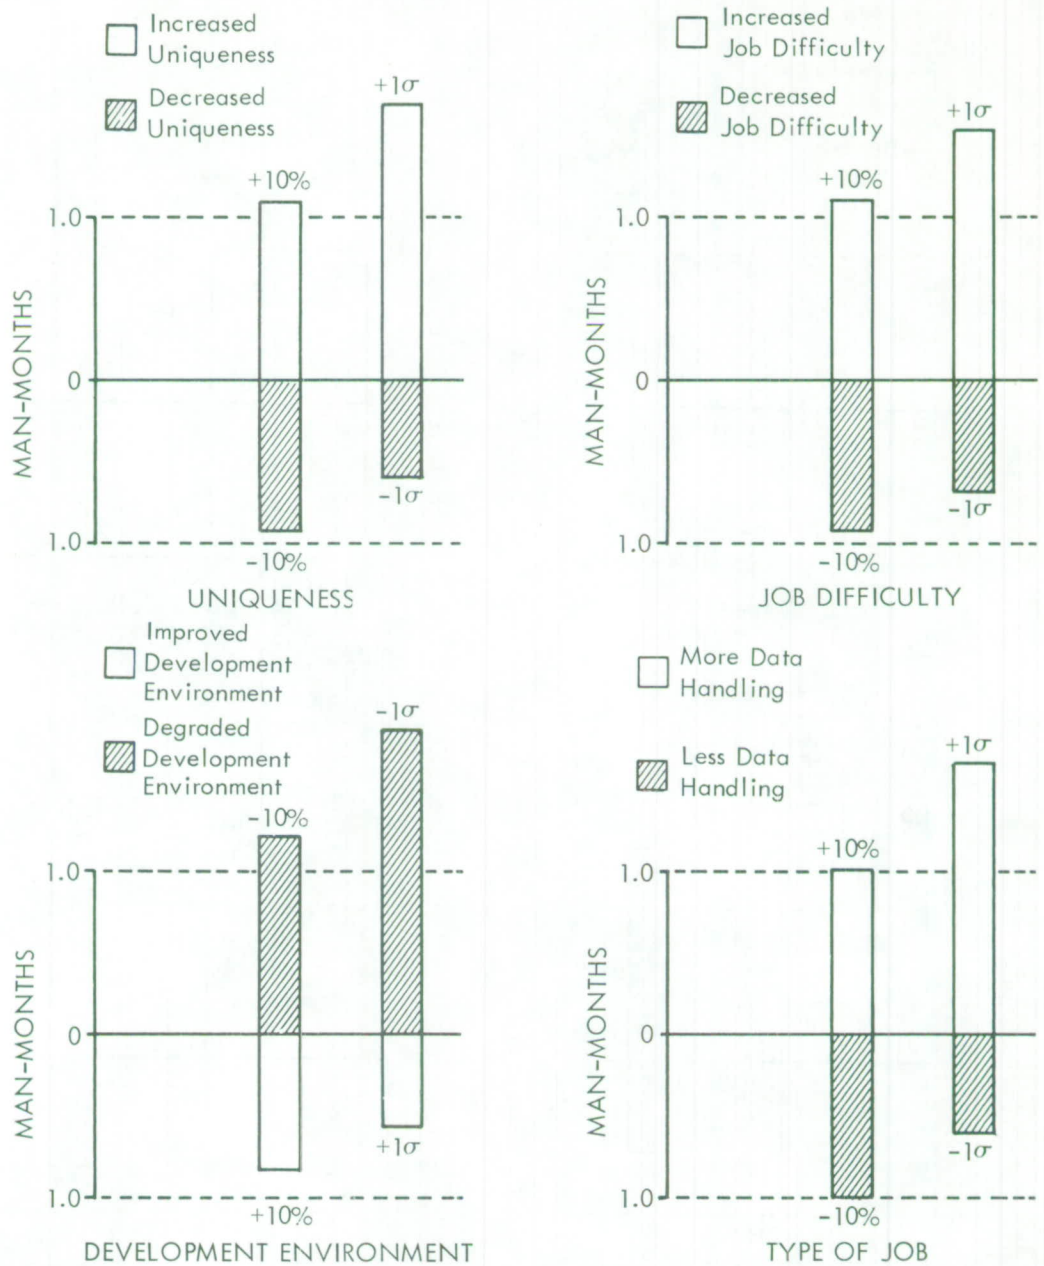 Increased
Uniqueness
Decreased
Uniqueness
+1σ
+10%
1.0
MAN-MONTHS
0
-1σ
1.0
-10%
UNIQUENESS
Increased
Job Difficulty
Decreased
Job Difficulty
+1σ
+10%
1.0
MAN-MONTHS
0
-1σ
1.0
-10%
JOB DIFFICULTY
Improved
Development
Environment
Degraded
Development
Environment
-1σ
-10%
1.0
MAN-MONTHS
0
+1σ
1.0
+10%
DEVELOPMENT ENVIRONMENT
More Data
Handling
Less Data
Handling
+1σ
+10%
1.0
MAN-MONTHS
0
-1σ
1.0
-10%
TYPE OF JOB